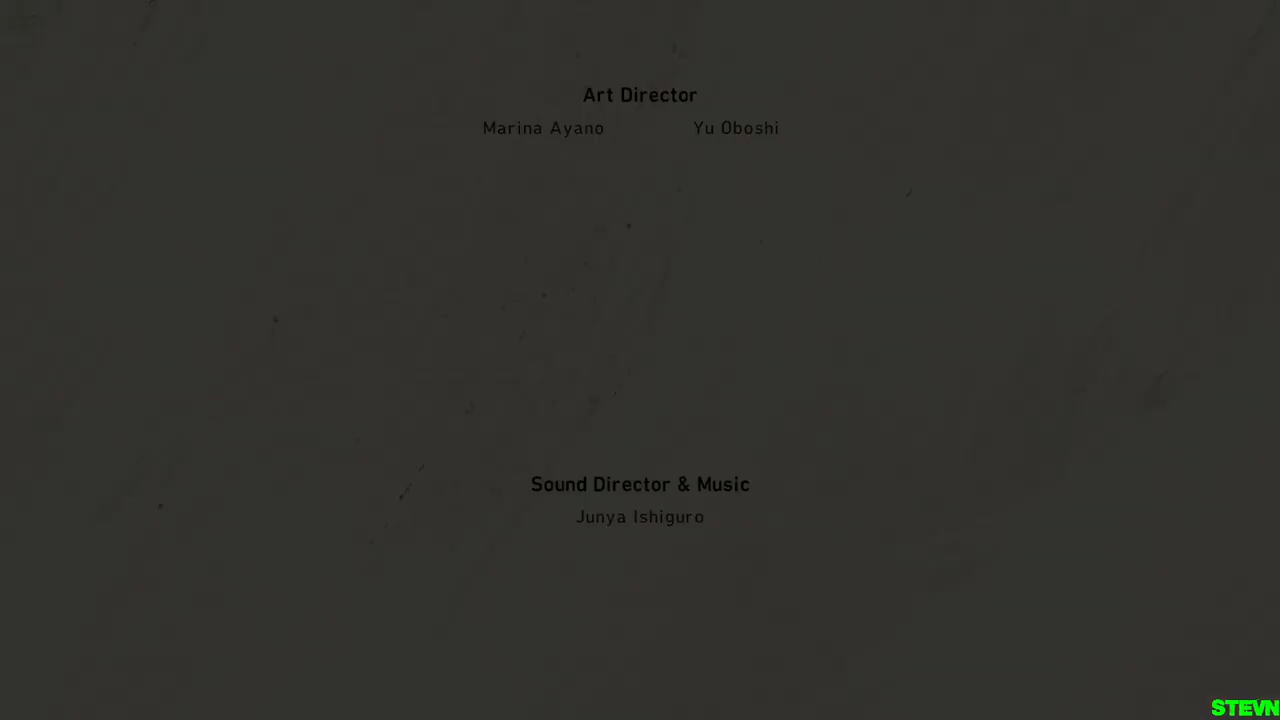 Art Director
Marina Ayano Yu Oboshi
Sound Director & Music
Junya Ishiguro
STEVN